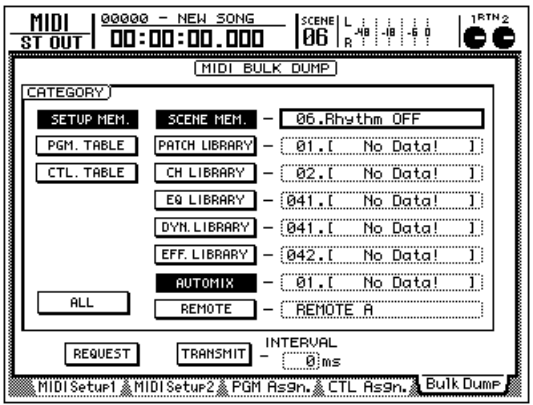 MIDI 00000 - NEW SONG SCENE L 1RTN2
ST OUT 00:00:00.000 06 R -48 -18 -6 0
MIDI BULK DUMP
CATEGORY
SETUP MEM. SCENE MEM. - 06.Rhythm OFF
PGM. TABLE PATCH LIBRARY - 01.[ No Data! ]
CTL. TABLE CH LIBRARY - 02.[ No Data! ]
EQ LIBRARY - 041.[ No Data! ]
DYN. LIBRARY - 041.[ No Data! ]
EFF. LIBRARY - 042.[ No Data! ]
AUTOMIX - 01.[ No Data! ]
ALL REMOTE - REMOTE A
INTERVAL
REQUEST TRANSMIT - 0 ms
MIDI Setup1 MIDI Setup2 PGM Asgn. CTL Asgn. Bulk Dump